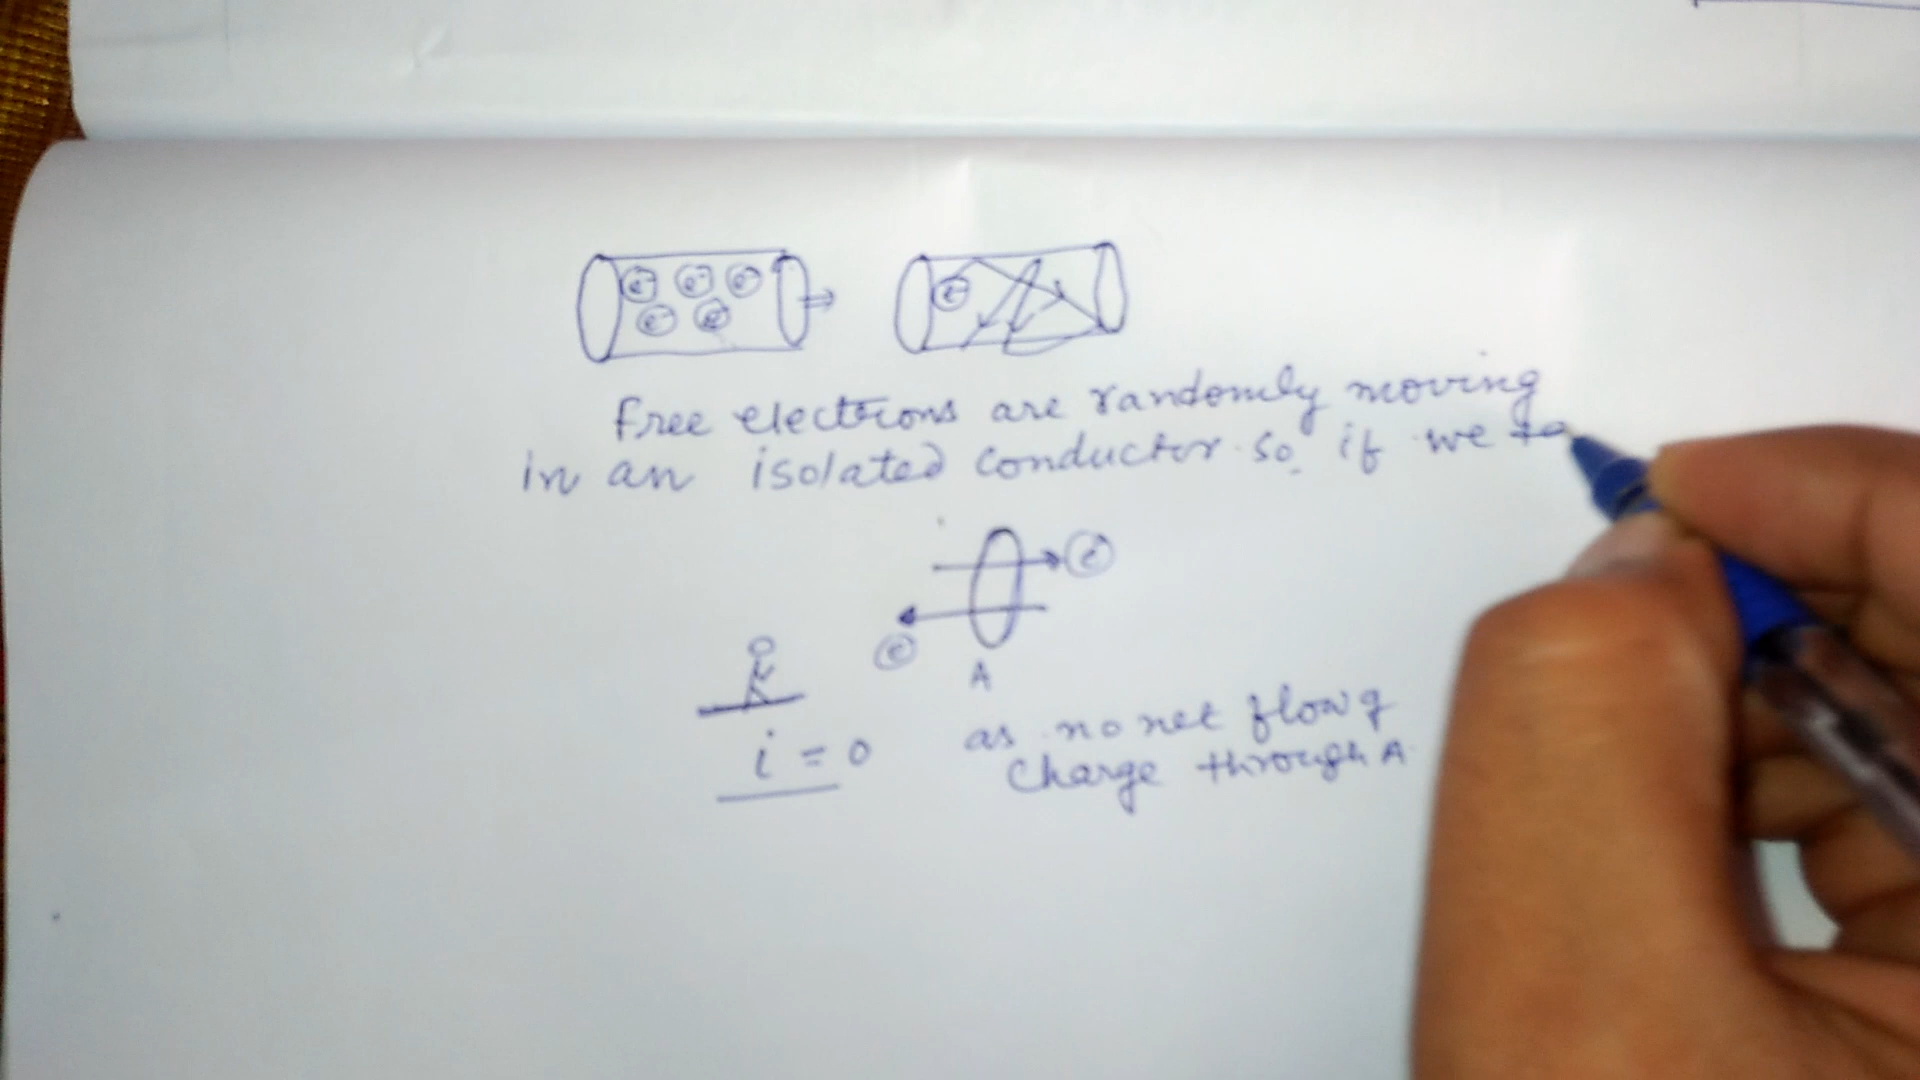 e- e- e- e- e-
e-
free electrons are randomly moving
in an isolated conductor. so, if we
e
e
A
i = 0
as no net flow of
charge through A